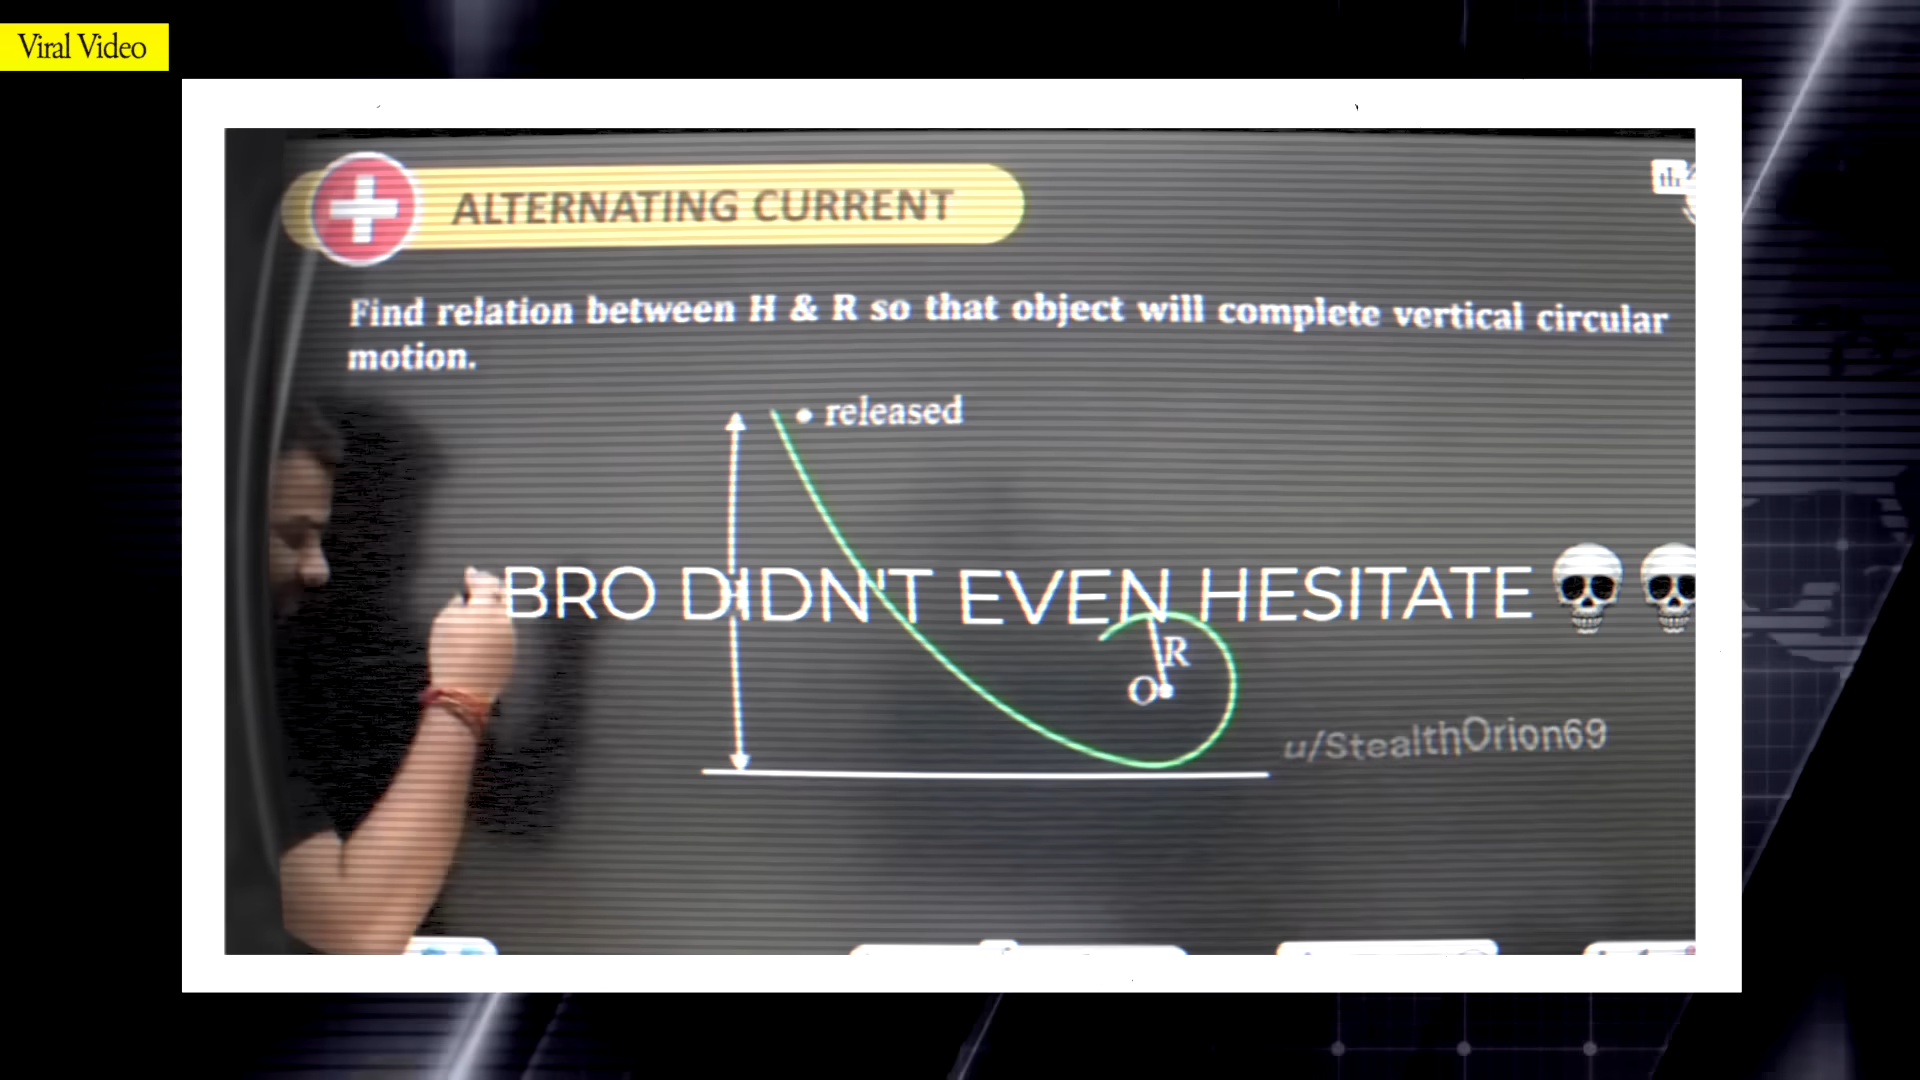 Viral Video
ALTERNATING CURRENT
Find relation between H & R so that object will complete vertical circular
motion.
• released
BRO DIDN'T EVEN HESITATE 💀💀
R
O
u/StealthOrion69